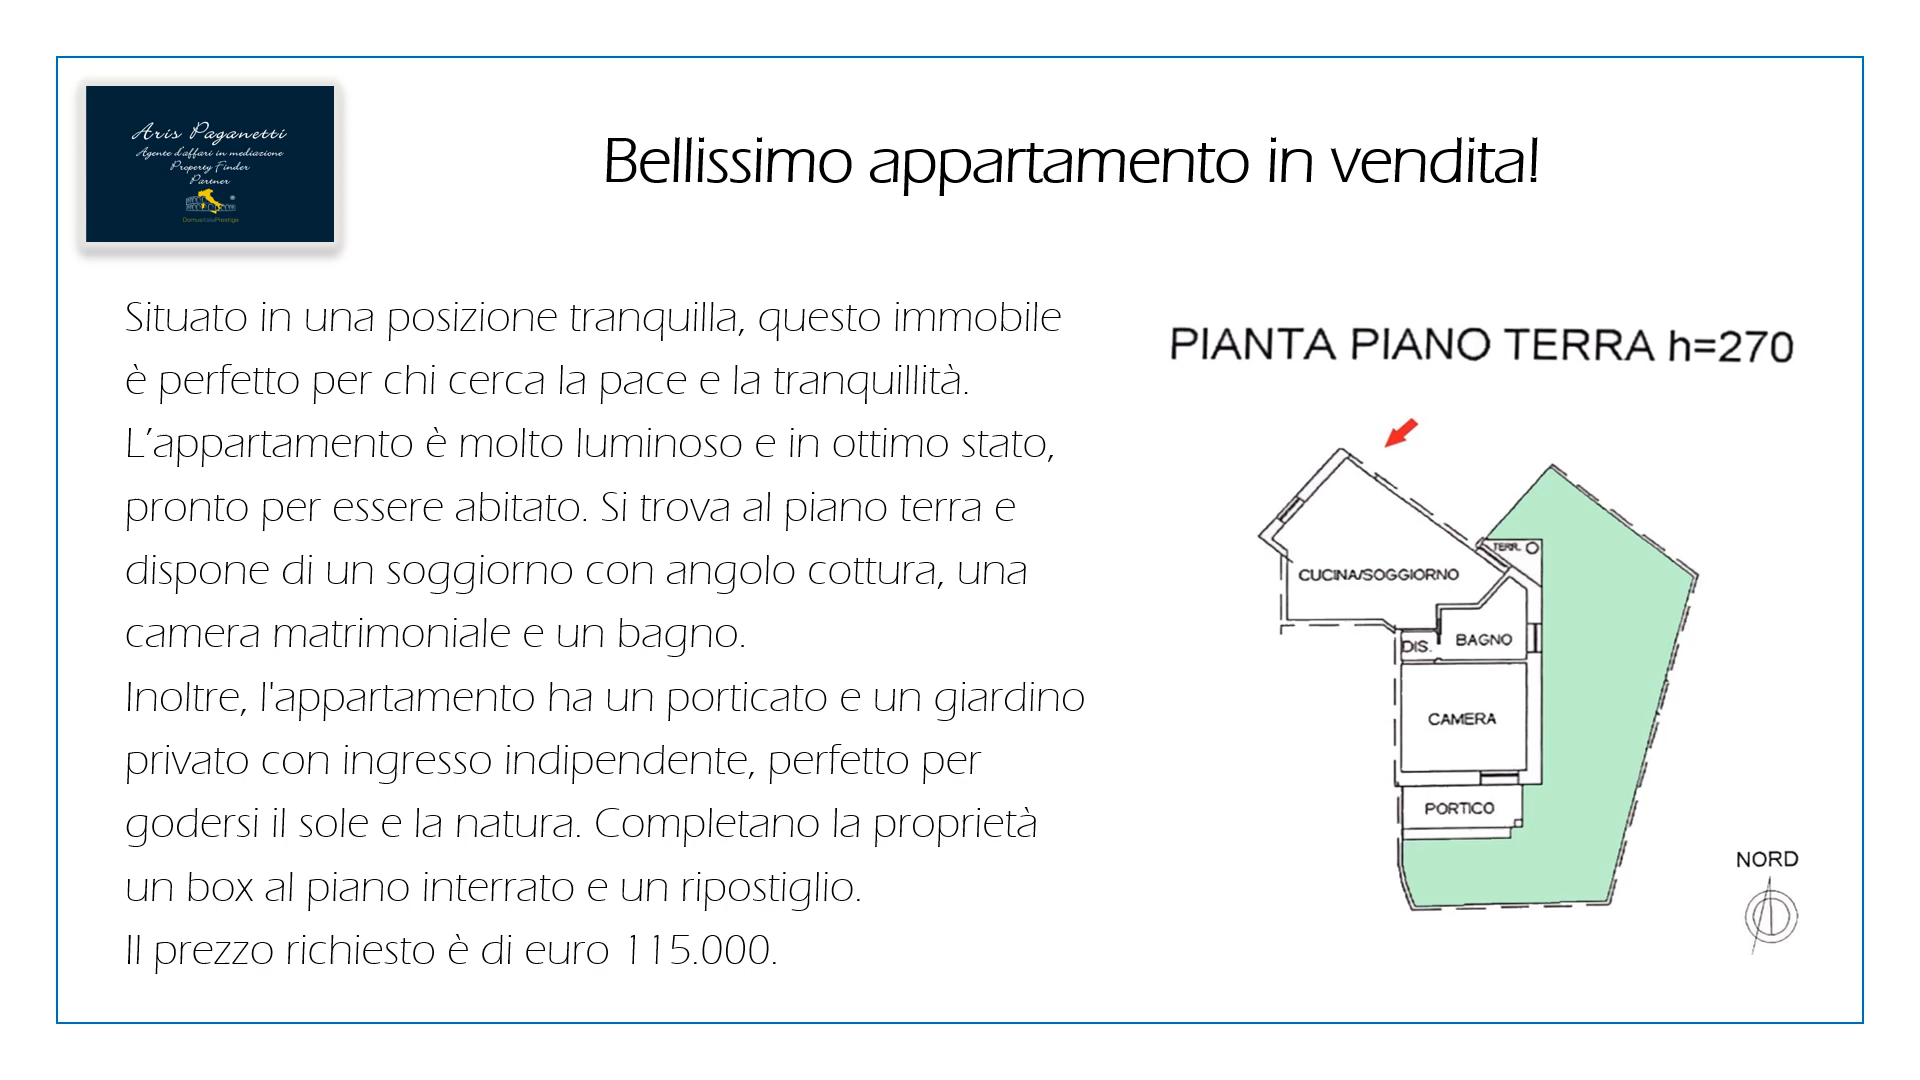 Aris Paganetti
Agente d'affari in mediazione
Property Finder
Partner
DomusItaliaPrestige
Bellissimo appartamento in vendita!
Situato in una posizione tranquilla, questo immobile
è perfetto per chi cerca la pace e la tranquillità.
L’appartamento è molto luminoso e in ottimo stato,
pronto per essere abitato. Si trova al piano terra e
dispone di un soggiorno con angolo cottura, una
camera matrimoniale e un bagno.
Inoltre, l'appartamento ha un porticato e un giardino
privato con ingresso indipendente, perfetto per
godersi il sole e la natura. Completano la proprietà
un box al piano interrato e un ripostiglio.
Il prezzo richiesto è di euro 115.000.
PIANTA PIANO TERRA h=270
TERR.
CUCINA/SOGGIORNO
DIS.
BAGNO
CAMERA
PORTICO
NORD